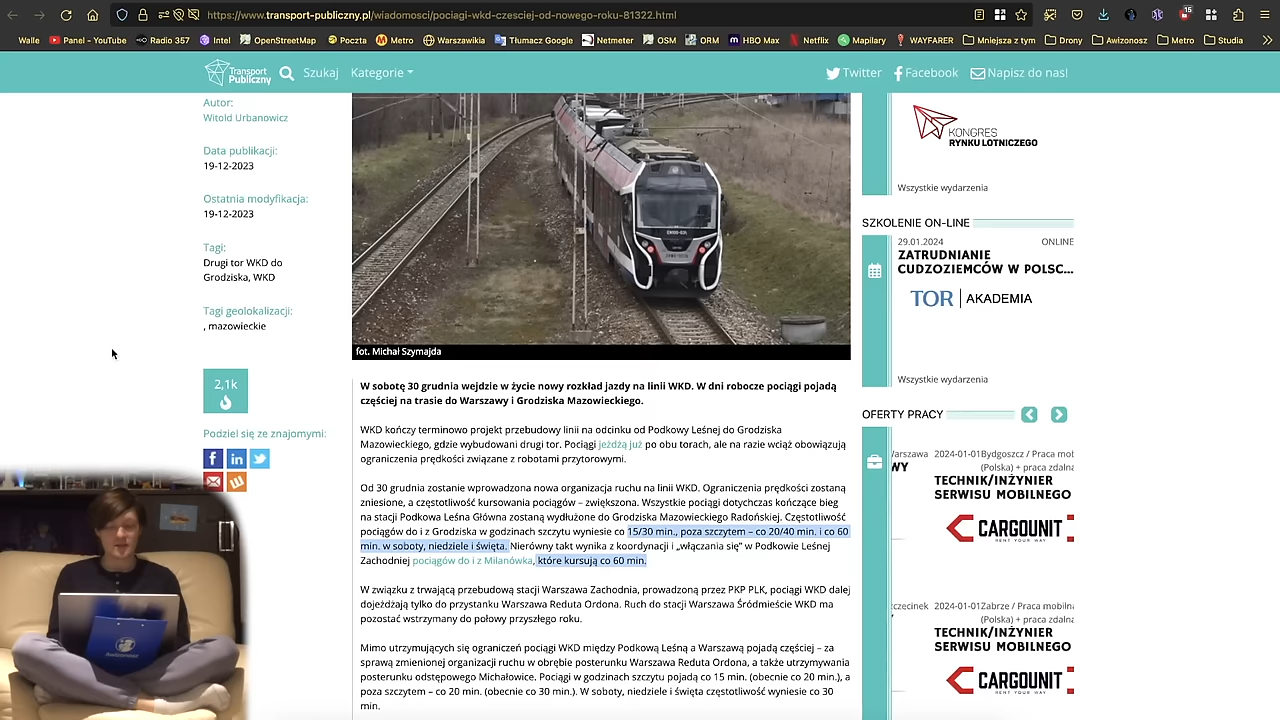 https://www.transport-publiczny.pl/wiadomosci/pociagi-wkd-czesciej-od-nowego-roku-81322.html
15
Walle Panel - YouTube Radio 357 Intel OpenStreetMap Poczta Metro Warszawikia Tłumacz Google Netmeter OSM ORM HBO Max Netflix Mapilary WAYFARER Mniejsza z tym Drony Awizonosz Metro Studia
Transport Publiczny Szukaj Kategorie Twitter Facebook Napisz do nas!
Autor:
Witold Urbanowicz
Data publikacji:
19-12-2023
Ostatnia modyfikacja:
19-12-2023
Tagi:
Drugi tor WKD do
Grodziska, WKD
Tagi geolokalizacji:
, mazowieckie
2,1k
Podziel się ze znajomymi:
fot. Michał Szymajda
W sobotę 30 grudnia wejdzie w życie nowy rozkład jazdy na linii WKD. W dni robocze pociągi pojadą
częściej na trasie do Warszawy i Grodziska Mazowieckiego.
WKD kończy terminowo projekt przebudowy linii na odcinku od Podkowy Leśnej do Grodziska
Mazowieckiego, gdzie wybudowani drugi tor. Pociągi jeżdżą już po obu torach, ale na razie wciąż obowiązują
ograniczenia prędkości związane z robotami przytorowymi.
Od 30 grudnia zostanie wprowadzona nowa organizacja ruchu na linii WKD. Ograniczenia prędkości zostaną
zniesione, a częstotliwość kursowania pociągów – zwiększona. Wszystkie pociągi dotychczas kończące bieg
na stacji Podkowa Leśna Główna zostaną wydłużone do Grodziska Mazowieckiego Radońskiej. Częstotliwość
pociągów do i z Grodziska w godzinach szczytu wyniesie co 15/30 min., poza szczytem – co 20/40 min. i co 60
min. w soboty, niedziele i święta. Nierówny takt wynika z koordynacji i „włączania się" w Podkowie Leśnej
Zachodniej pociągów do i z Milanówka, które kursują co 60 min.
W związku z trwającą przebudową stacji Warszawa Zachodnia, prowadzoną przez PKP PLK, pociągi WKD dalej
dojeżdżają tylko do przystanku Warszawa Reduta Ordona. Ruch do stacji Warszawa Śródmieście WKD ma
pozostać wstrzymany do połowy przyszłego roku.
Mimo utrzymujących się ograniczeń pociągi WKD między Podkową Leśną a Warszawą pojadą częściej – za
sprawą zmienionej organizacji ruchu w obrębie posterunku Warszawa Reduta Ordona, a także utrzymywania
posterunku odstępowego Michałowice. Pociągi w godzinach szczytu pojadą co 15 min. (obecnie co 20 min.), a
poza szczytem – co 20 min. (obecnie co 30 min.). W soboty, niedziele i święta częstotliwość wyniesie co 30
min.
KONGRES
RYNKU LOTNICZEGO
Wszystkie wydarzenia
SZKOLENIE ON-LINE
29.01.2024 ONLINE
ZATRUDNIANIE
CUDZOZIEMCÓW W POLSC...
TOR AKADEMIA
Wszystkie wydarzenia
OFERTY PRACY
2024-01-01 Bydgoszcz / Praca mob
(Polska) + praca zdalna
TECHNIK/INŻYNIER
SERWISU MOBILNEGO
CARGOUNIT
RENT YOUR WAY
2024-01-01 Zabrze / Praca mobilna
(Polska) + praca zdalna
TECHNIK/INŻYNIER
SERWISU MOBILNEGO
CARGOUNIT
RENT YOUR WAY